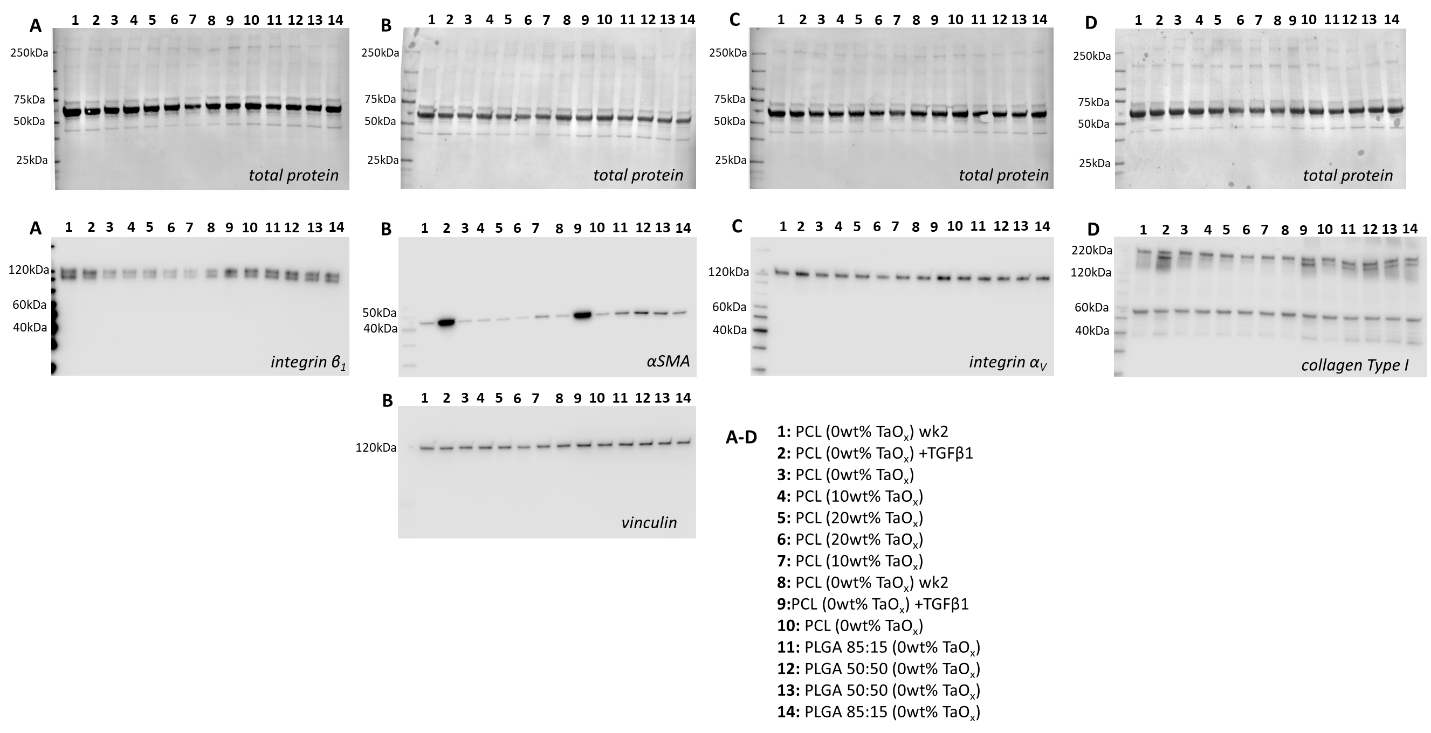 A
1 2 3 4 5 6 7 8 9 10 11 12 13 14
250kDa
75kDa
50kDa
25kDa
total protein
B
1 2 3 4 5 6 7 8 9 10 11 12 13 14
250kDa
75kDa
50kDa
25kDa
total protein
C
1 2 3 4 5 6 7 8 9 10 11 12 13 14
250kDa
75kDa
50kDa
25kDa
total protein
D
1 2 3 4 5 6 7 8 9 10 11 12 13 14
250kDa
75kDa
50kDa
25kDa
total protein
A
1 2 3 4 5 6 7 8 9 10 11 12 13 14
120kDa
60kDa
40kDa
integrin β1
B
1 2 3 4 5 6 7 8 9 10 11 12 13 14
50kDa
40kDa
αSMA
C
1 2 3 4 5 6 7 8 9 10 11 12 13 14
120kDa
60kDa
40kDa
integrin αV
D
1 2 3 4 5 6 7 8 9 10 11 12 13 14
220kDa
120kDa
60kDa
40kDa
collagen Type I
B
1 2 3 4 5 6 7 8 9 10 11 12 13 14
120kDa
vinculin
A-D
1: PCL (0wt% TaOx) wk2
2: PCL (0wt% TaOx) +TGFβ1
3: PCL (0wt% TaOx)
4: PCL (10wt% TaOx)
5: PCL (20wt% TaOx)
6: PCL (20wt% TaOx)
7: PCL (10wt% TaOx)
8: PCL (0wt% TaOx) wk2
9:PCL (0wt% TaOx) +TGFβ1
10: PCL (0wt% TaOx)
11: PLGA 85:15 (0wt% TaOx)
12: PLGA 50:50 (0wt% TaOx)
13: PLGA 50:50 (0wt% TaOx)
14: PLGA 85:15 (0wt% TaOx)